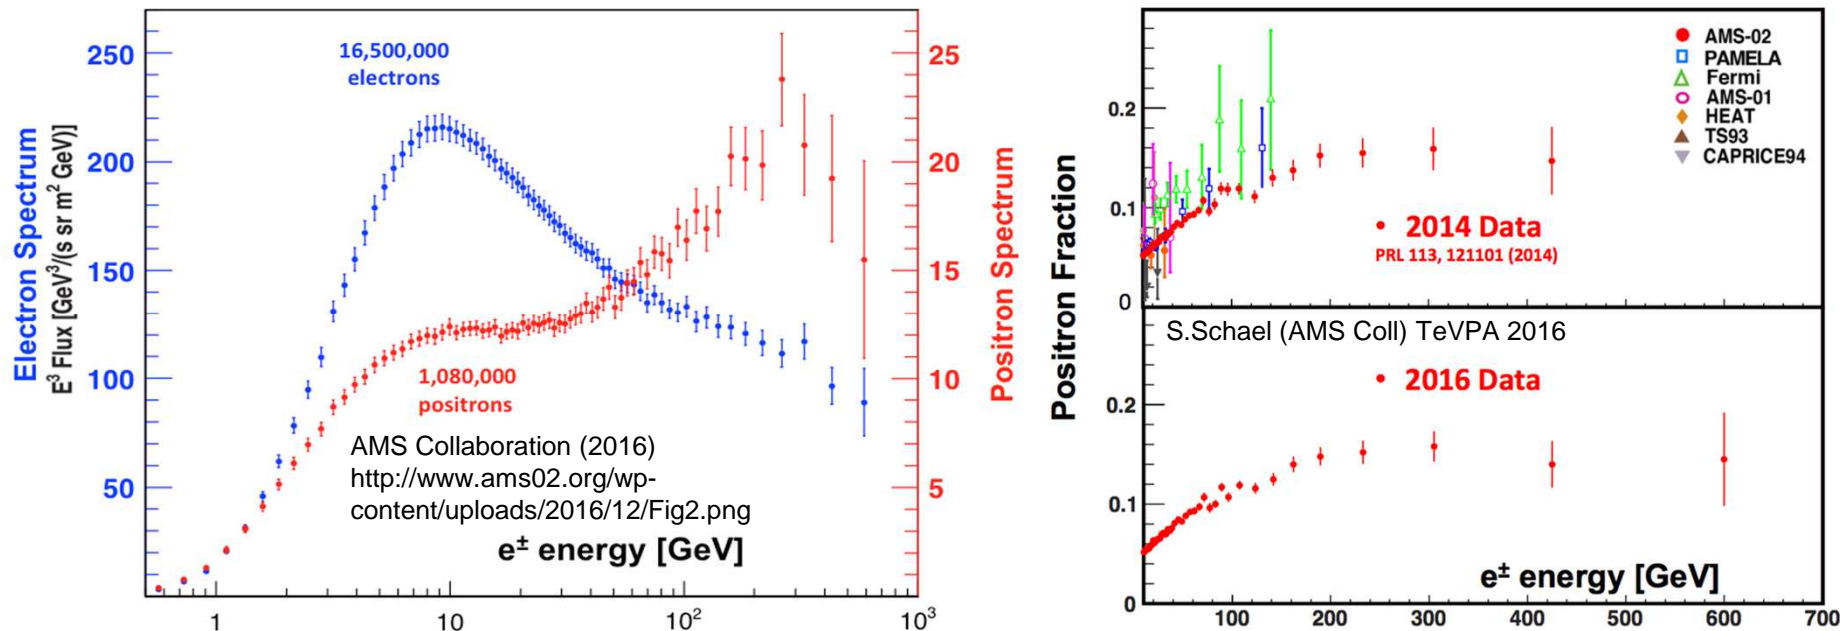 Electron Spectrum
E³ Flux [GeV³/(s sr m² GeV)]
250
200
150
100
50
16,500,000
electrons
1,080,000
positrons
AMS Collaboration (2016)
http://www.ams02.org/wp-
content/uploads/2016/12/Fig2.png
e± energy [GeV]
1
10
10²
10³
25
20
15
10
5
Positron Spectrum
Positron Fraction
0.2
0.1
0
AMS-02
PAMELA
Fermi
AMS-01
HEAT
TS93
CAPRICE94
2014 Data
PRL 113, 121101 (2014)
S.Schael (AMS Coll) TeVPA 2016
2016 Data
0.2
0.1
0
e± energy [GeV]
100
200
300
400
500
600
700